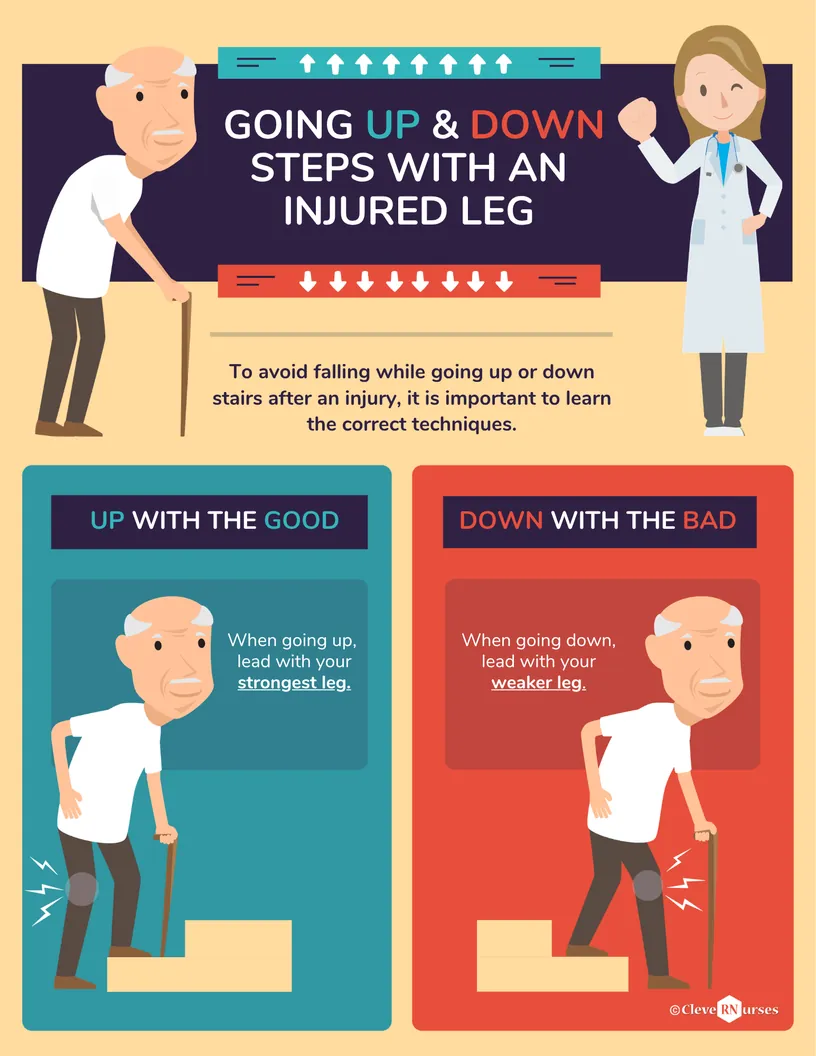 GOING UP & DOWN
STEPS WITH AN
INJURED LEG
To avoid falling while going up or down
stairs after an injury, it is important to learn
the correct techniques.
UP WITH THE GOOD
When going up,
lead with your
strongest leg.
DOWN WITH THE BAD
When going down,
lead with your
weaker leg.
©CleveRNurses